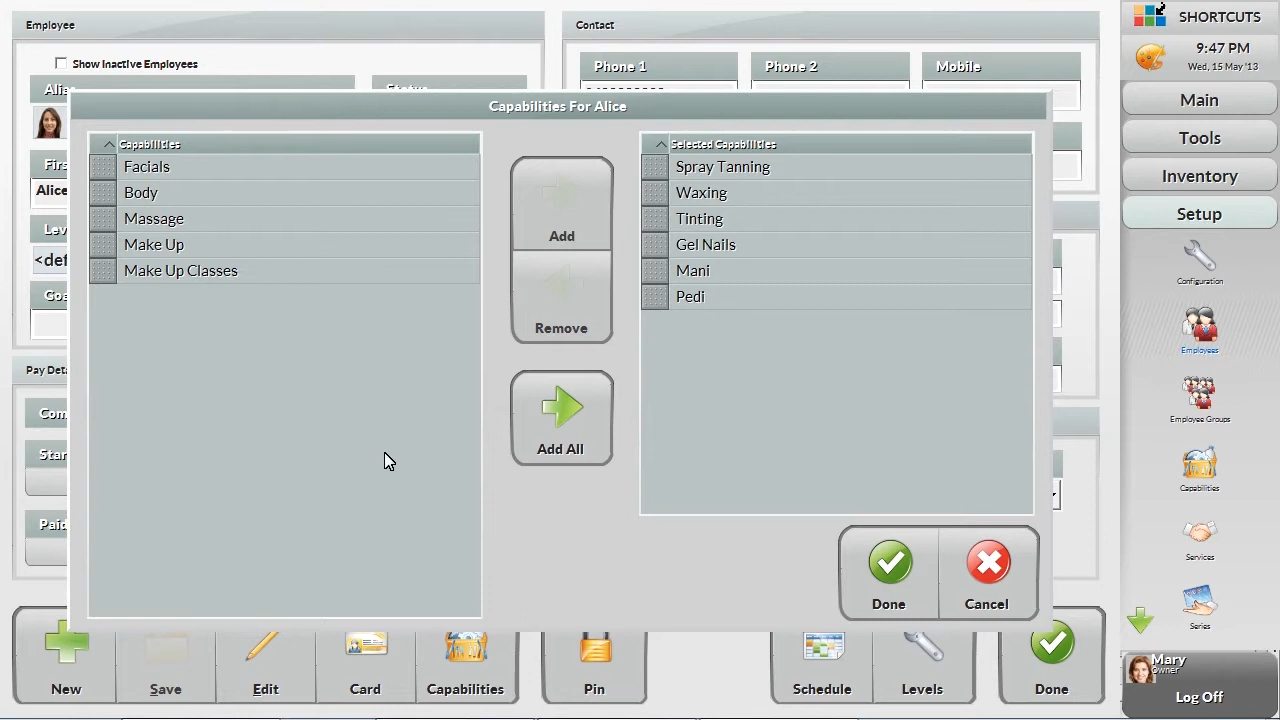 Employee
Contact
SHORTCUTS
9:47 PM
Wed, 15 May '13
Show Inactive Employees
Phone 1
Phone 2
Mobile
Capabilities For Alice
Main
Tools
Inventory
Setup
Capabilities
Facials
Body
Massage
Make Up
Make Up Classes
Add
Remove
Add All
Selected Capabilities
Spray Tanning
Waxing
Tinting
Gel Nails
Mani
Pedi
Done
Cancel
Alice
<def
Configuration
Employees
Employee Groups
Capabilities
Services
Series
New
Save
Edit
Card
Capabilities
Pin
Schedule
Levels
Done
Mary
Owner
Log Off